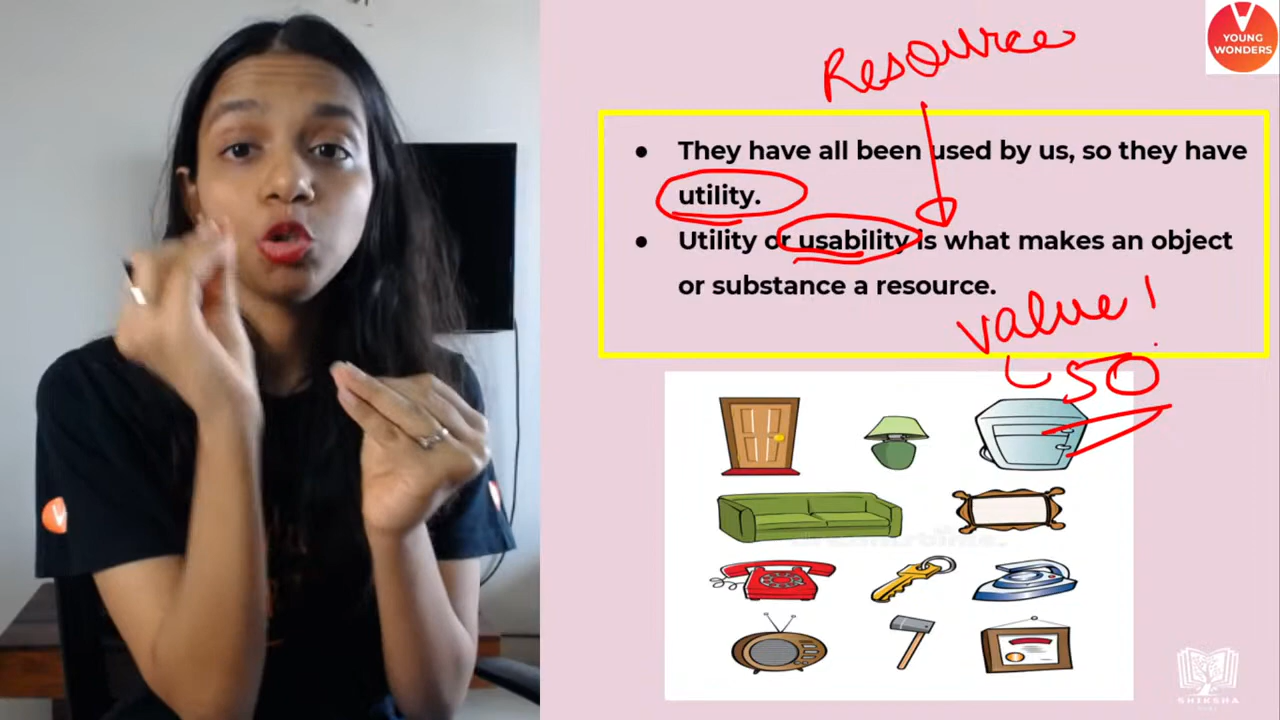 YOUNG
WONDERS
Resource
• They have all been used by us, so they have
utility.
• Utility or usability is what makes an object
or substance a resource.
value!
50
SHIKSHA